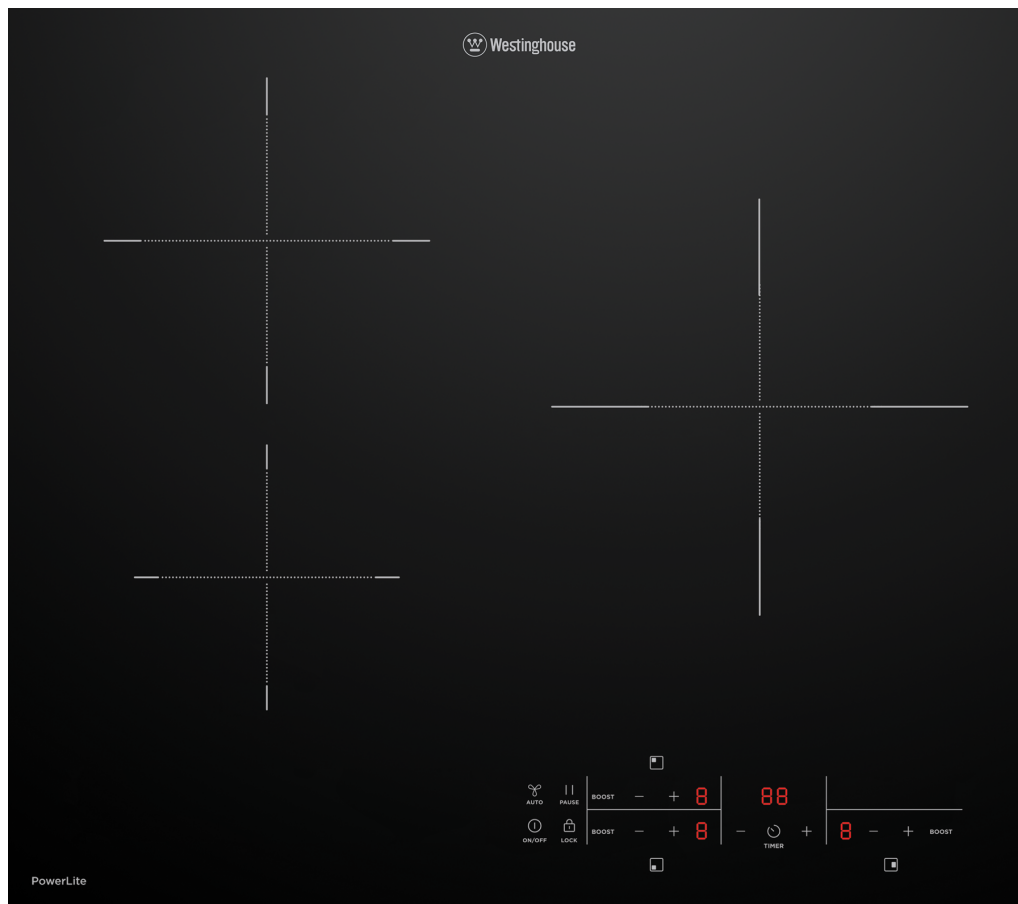 Westinghouse
BOOST − + 8 88
AUTO PAUSE
BOOST − + 8 − + 8 − + BOOST
ON/OFF LOCK TIMER
PowerLite